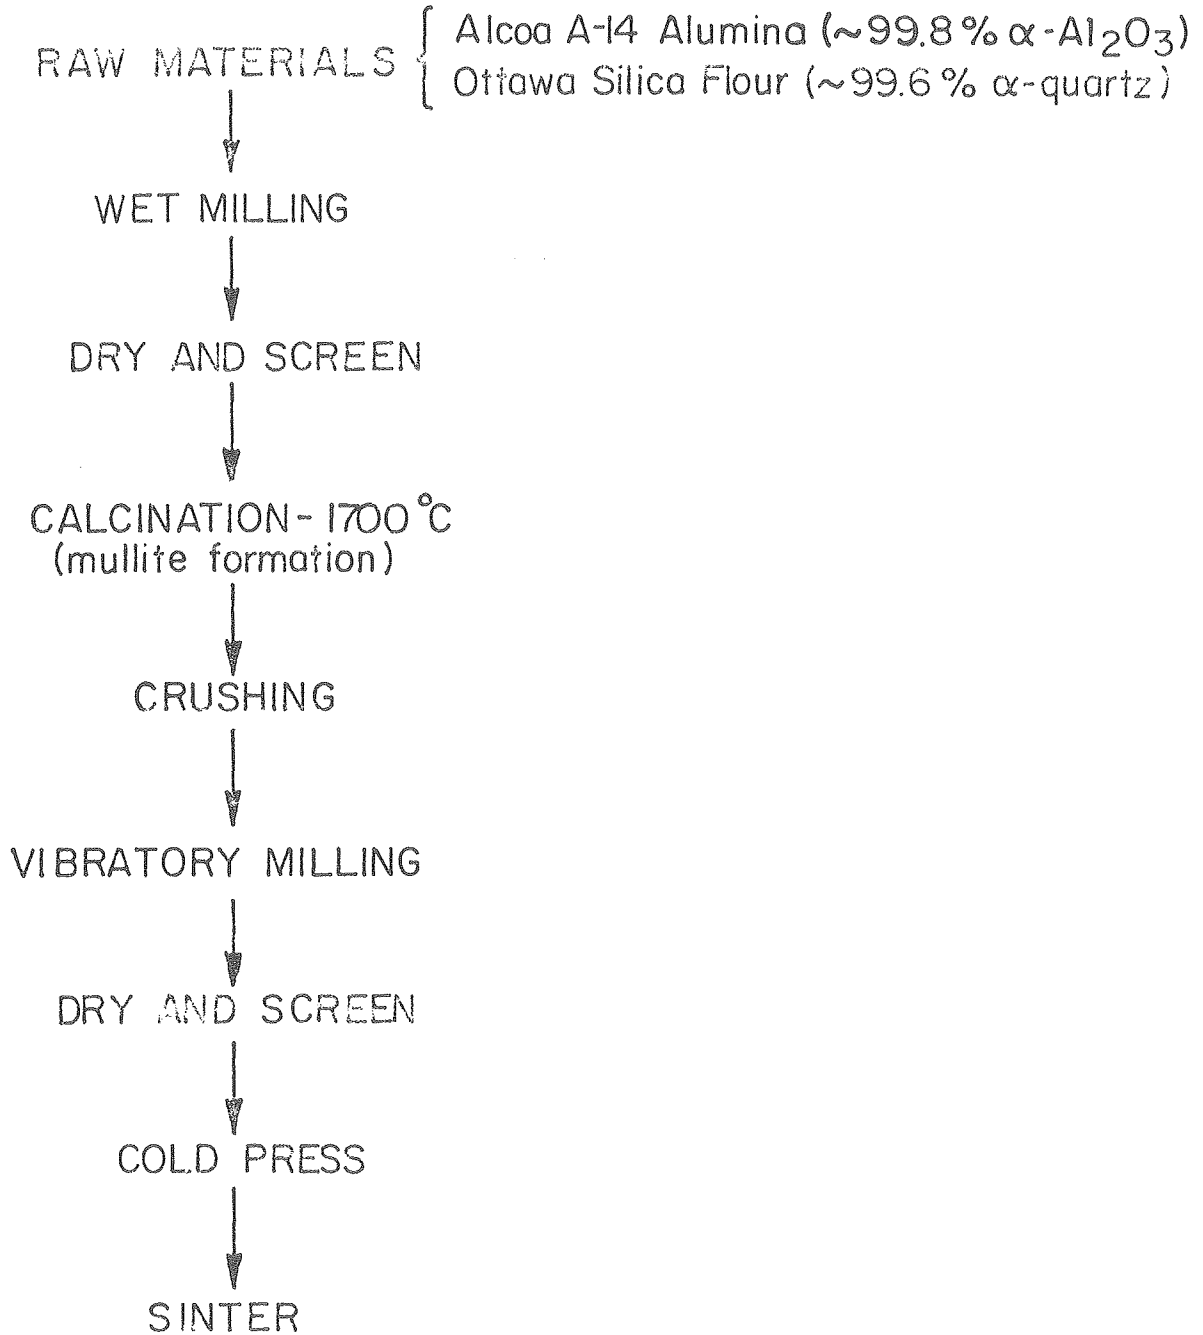 RAW MATERIALS
Alcoa A-14 Alumina (~99.8% α-Al₂O₃)
Ottawa Silica Flour (~99.6% α-quartz)
WET MILLING
DRY AND SCREEN
CALCINATION - 1700°C
(mullite formation)
CRUSHING
VIBRATORY MILLING
DRY AND SCREEN
COLD PRESS
SINTER